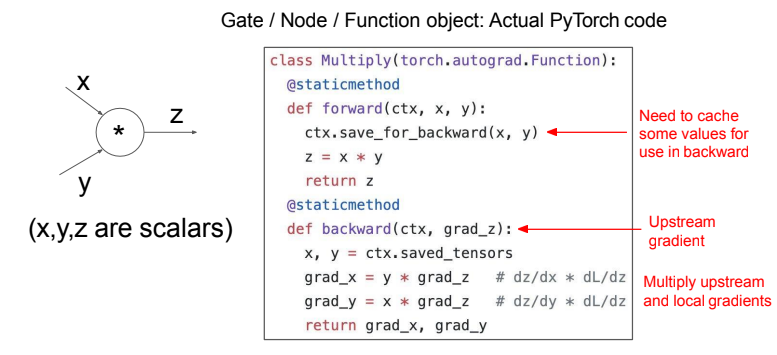 Gate / Node / Function object: Actual PyTorch code
x
z
*
y
(x,y,z are scalars)
class Multiply(torch.autograd.Function):
@staticmethod
def forward(ctx, x, y):
ctx.save_for_backward(x, y)
z = x * y
return z
@staticmethod
def backward(ctx, grad_z):
x, y = ctx.saved_tensors
grad_x = y * grad_z # dz/dx * dL/dz
grad_y = x * grad_z # dz/dy * dL/dz
return grad_x, grad_y
Need to cache
some values for
use in backward
Upstream
gradient
Multiply upstream
and local gradients